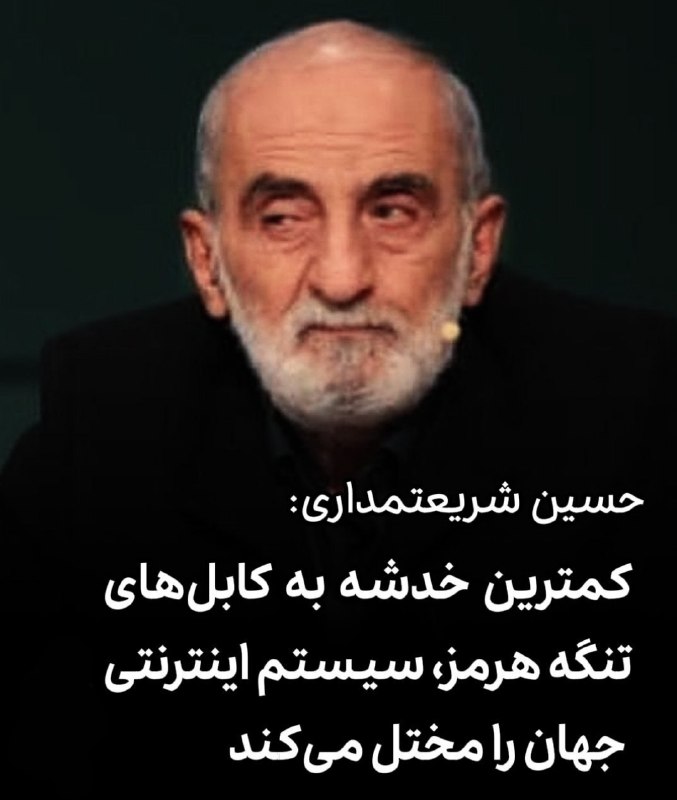 حسین شریعتمداری:
کمترین خدشه به کابل‌های
تنگه هرمز، سیستم اینترنتی
جهان را مختل می‌کند